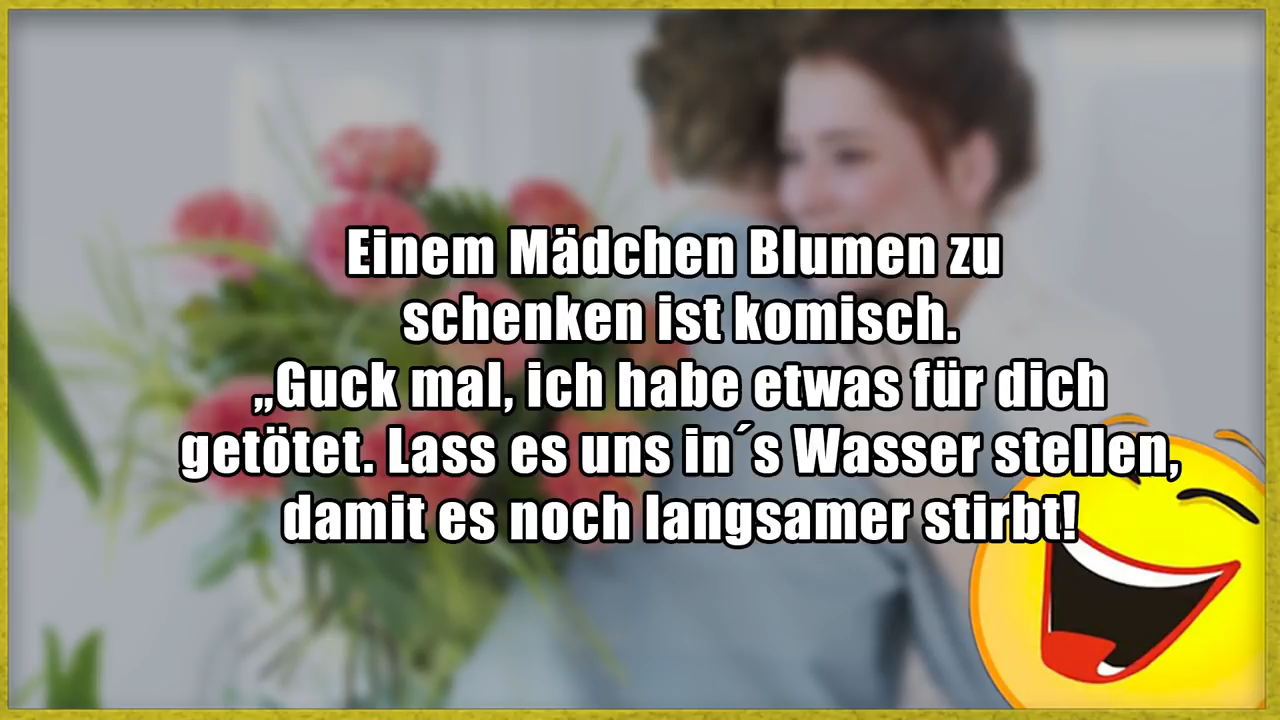 Einem Mädchen Blumen zu
schenken ist komisch.
„Guck mal, ich habe etwas für dich
getötet. Lass es uns in´s Wasser stellen,
damit es noch langsamer stirbt!